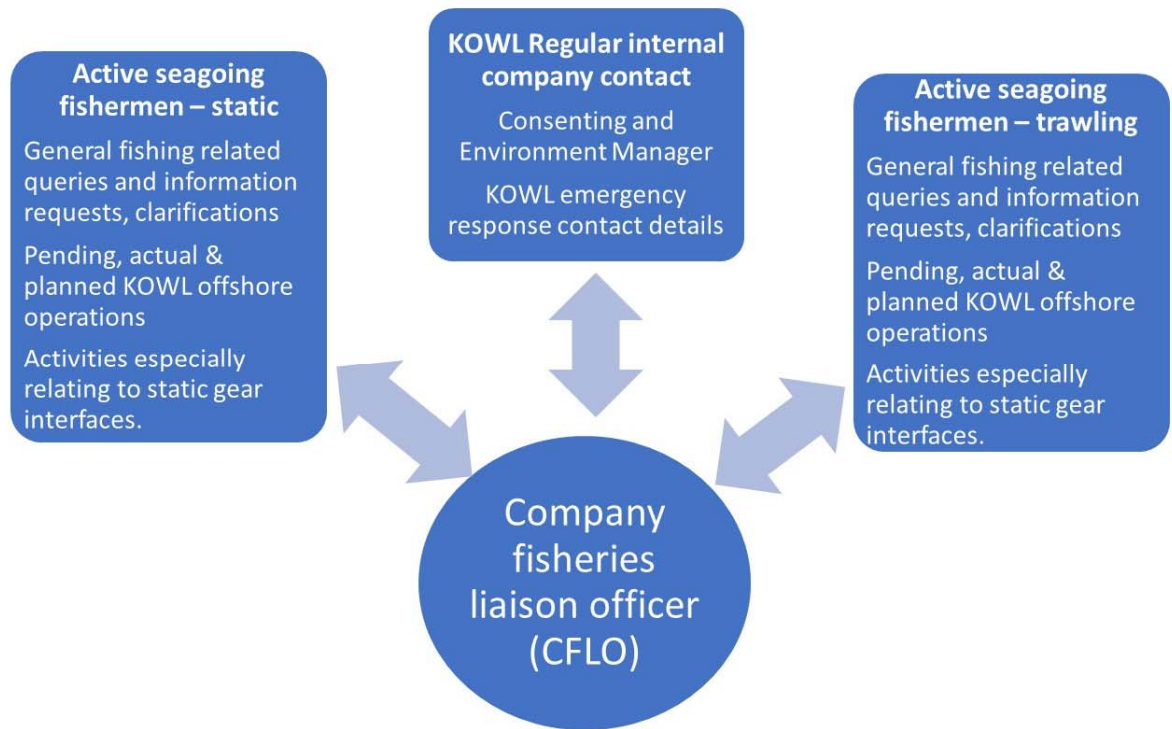 Active seagoing
fishermen – static
General fishing related
queries and information
requests, clarifications
Pending, actual &
planned KOWL offshore
operations
Activities especially
relating to static gear
interfaces.
KOWL Regular internal
company contact
Consenting and
Environment Manager
KOWL emergency
response contact details
Active seagoing
fishermen – trawling
General fishing related
queries and information
requests, clarifications
Pending, actual &
planned KOWL offshore
operations
Activities especially
relating to static gear
interfaces.
Company
fisheries
liaison officer
(CFLO)